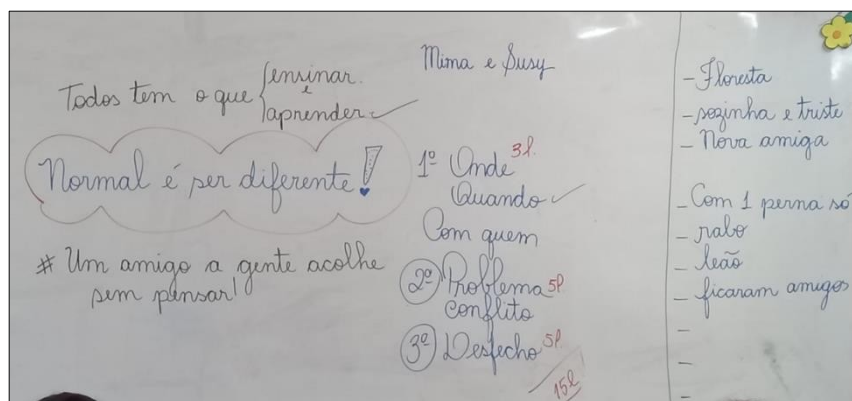 Todos tem o que { ensinar.
e
aprender
Normal é ser diferente!
# Um amigo a gente acolhe
sem pensar!
Mima e Susy
1º Onde 3l.
Quando
Com quem
2º Problema 5l
conflito
3º Desfecho 5l
15l
- Floresta
- sozinha e triste
- Nova amiga
- Com 1 perna só
- rabo
- leão
- ficaram amigos
-
-
-